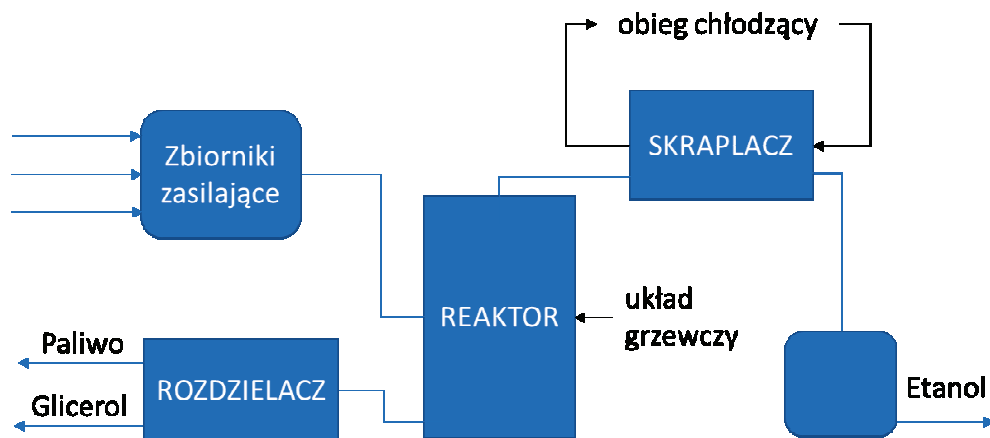 obieg chłodzący
SKRAPLACZ
Zbiorniki
zasilające
REAKTOR
układ
grzewczy
Paliwo
Glicerol
ROZDZIELACZ
Etanol